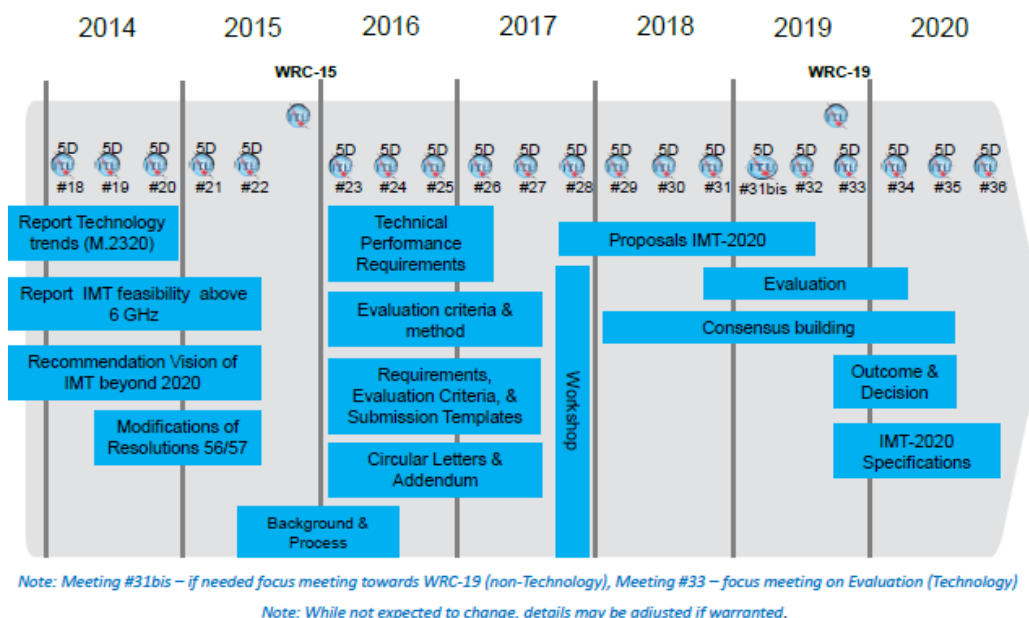 2014 2015 2016 2017 2018 2019 2020
WRC-15 WRC-19
5D 5D 5D 5D 5D 5D 5D 5D 5D 5D 5D 5D 5D 5D 5D 5D 5D 5D 5D 5D
#18 #19 #20 #21 #22 #23 #24 #25 #26 #27 #28 #29 #30 #31 #31bis #32 #33 #34 #35 #36
Report Technology
trends (M.2320)
Report IMT feasibility above
6 GHz
Recommendation Vision of
IMT beyond 2020
Modifications of
Resolutions 56/57
Background &
Process
Technical
Performance
Requirements
Evaluation criteria &
method
Requirements,
Evaluation Criteria, &
Submission Templates
Circular Letters &
Addendum
Workshop
Proposals IMT-2020
Evaluation
Consensus building
Outcome &
Decision
IMT-2020
Specifications
Note: Meeting #31bis – if needed focus meeting towards WRC-19 (non-Technology), Meeting #33 – focus meeting on Evaluation (Technology)
Note: While not expected to change, details may be adjusted if warranted.